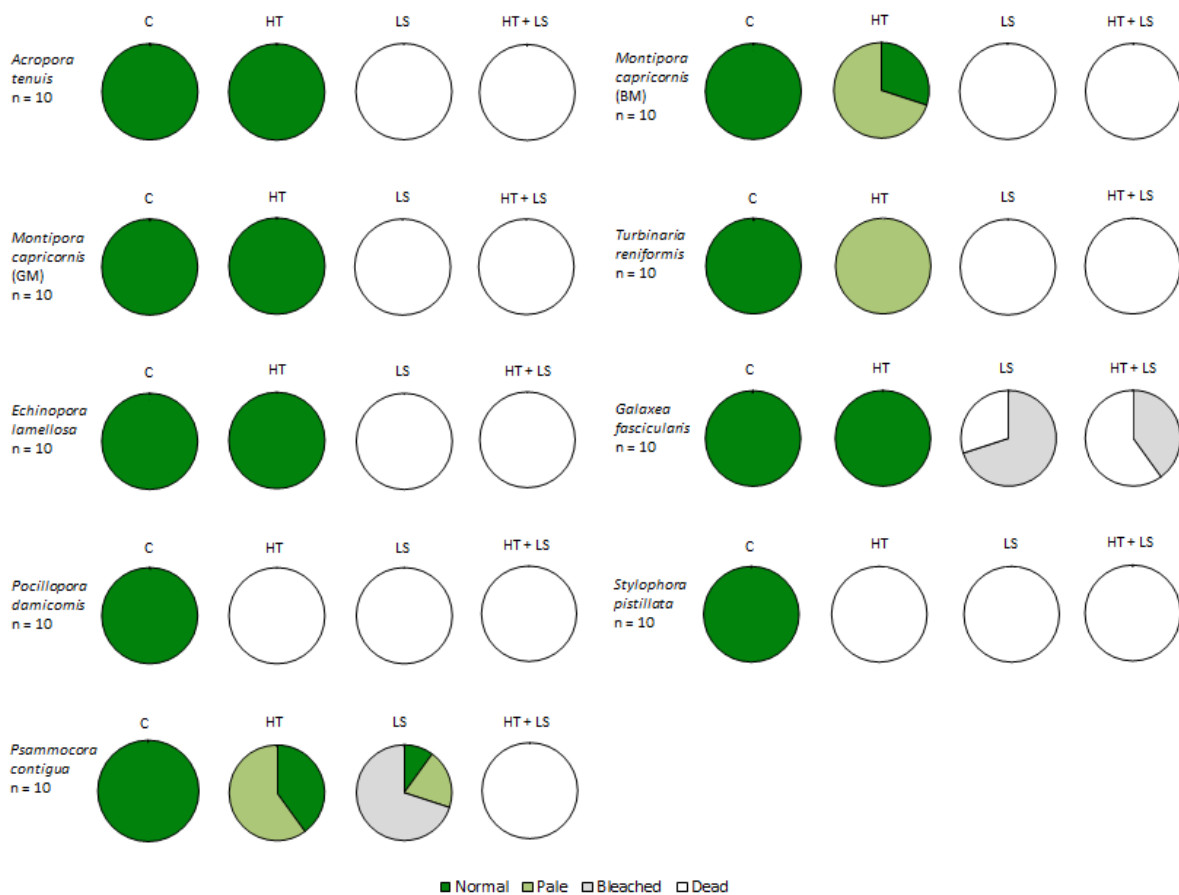 C HT LS HT + LS
Acropora
tenuis
n = 10
C HT LS HT + LS
Montipora
capricornis
(BM)
n = 10
C HT LS HT + LS
Montipora
capricornis
(GM)
n = 10
C HT LS HT + LS
Turbinaria
reniformis
n = 10
C HT LS HT + LS
Echinopora
lamellosa
n = 10
C HT LS HT + LS
Galaxea
fascicularis
n = 10
C HT LS HT + LS
Pocillopora
damicomis
n = 10
C HT LS HT + LS
Stylophora
pistillata
n = 10
C HT LS HT + LS
Psammocora
contigua
n = 10
Normal Pale Bleached Dead